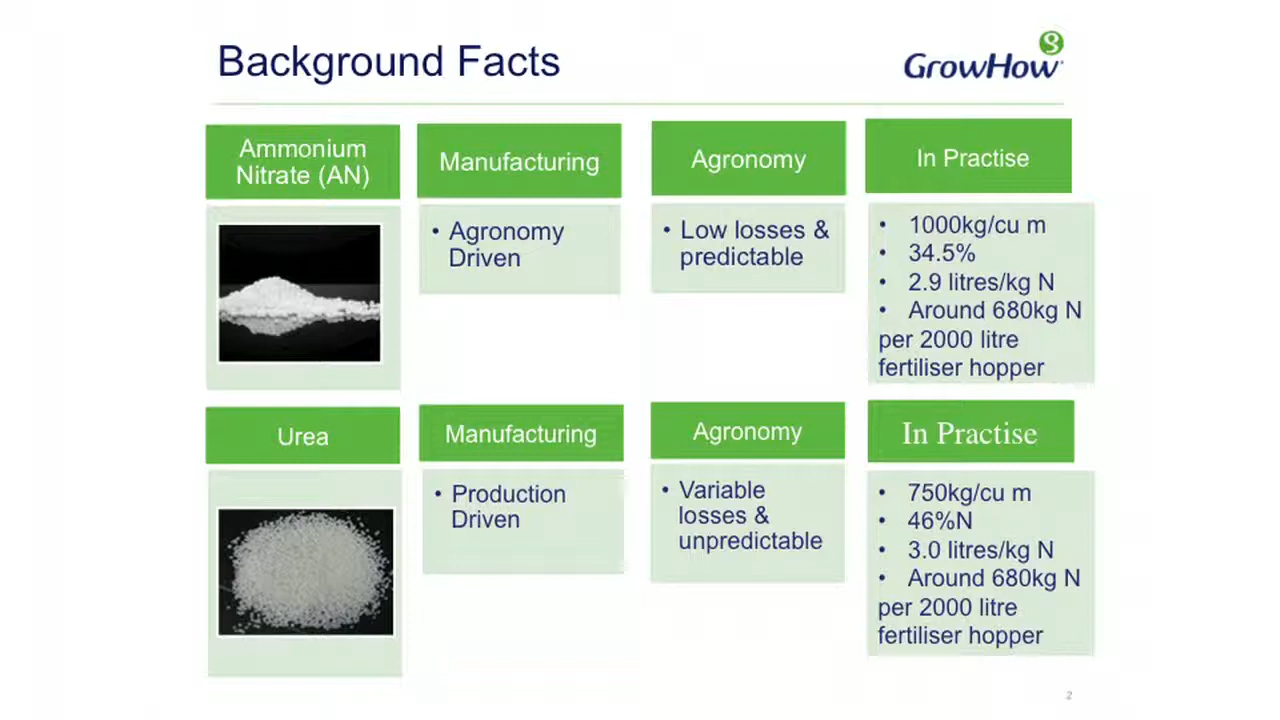 Background Facts
GrowHow
Ammonium
Nitrate (AN)
Manufacturing
Agronomy
In Practise
• Agronomy
Driven
• Low losses &
predictable
• 1000kg/cu m
• 34.5%
• 2.9 litres/kg N
• Around 680kg N
per 2000 litre
fertiliser hopper
Urea
Manufacturing
Agronomy
In Practise
• Production
Driven
• Variable
losses &
unpredictable
• 750kg/cu m
• 46%N
• 3.0 litres/kg N
• Around 680kg N
per 2000 litre
fertiliser hopper
2